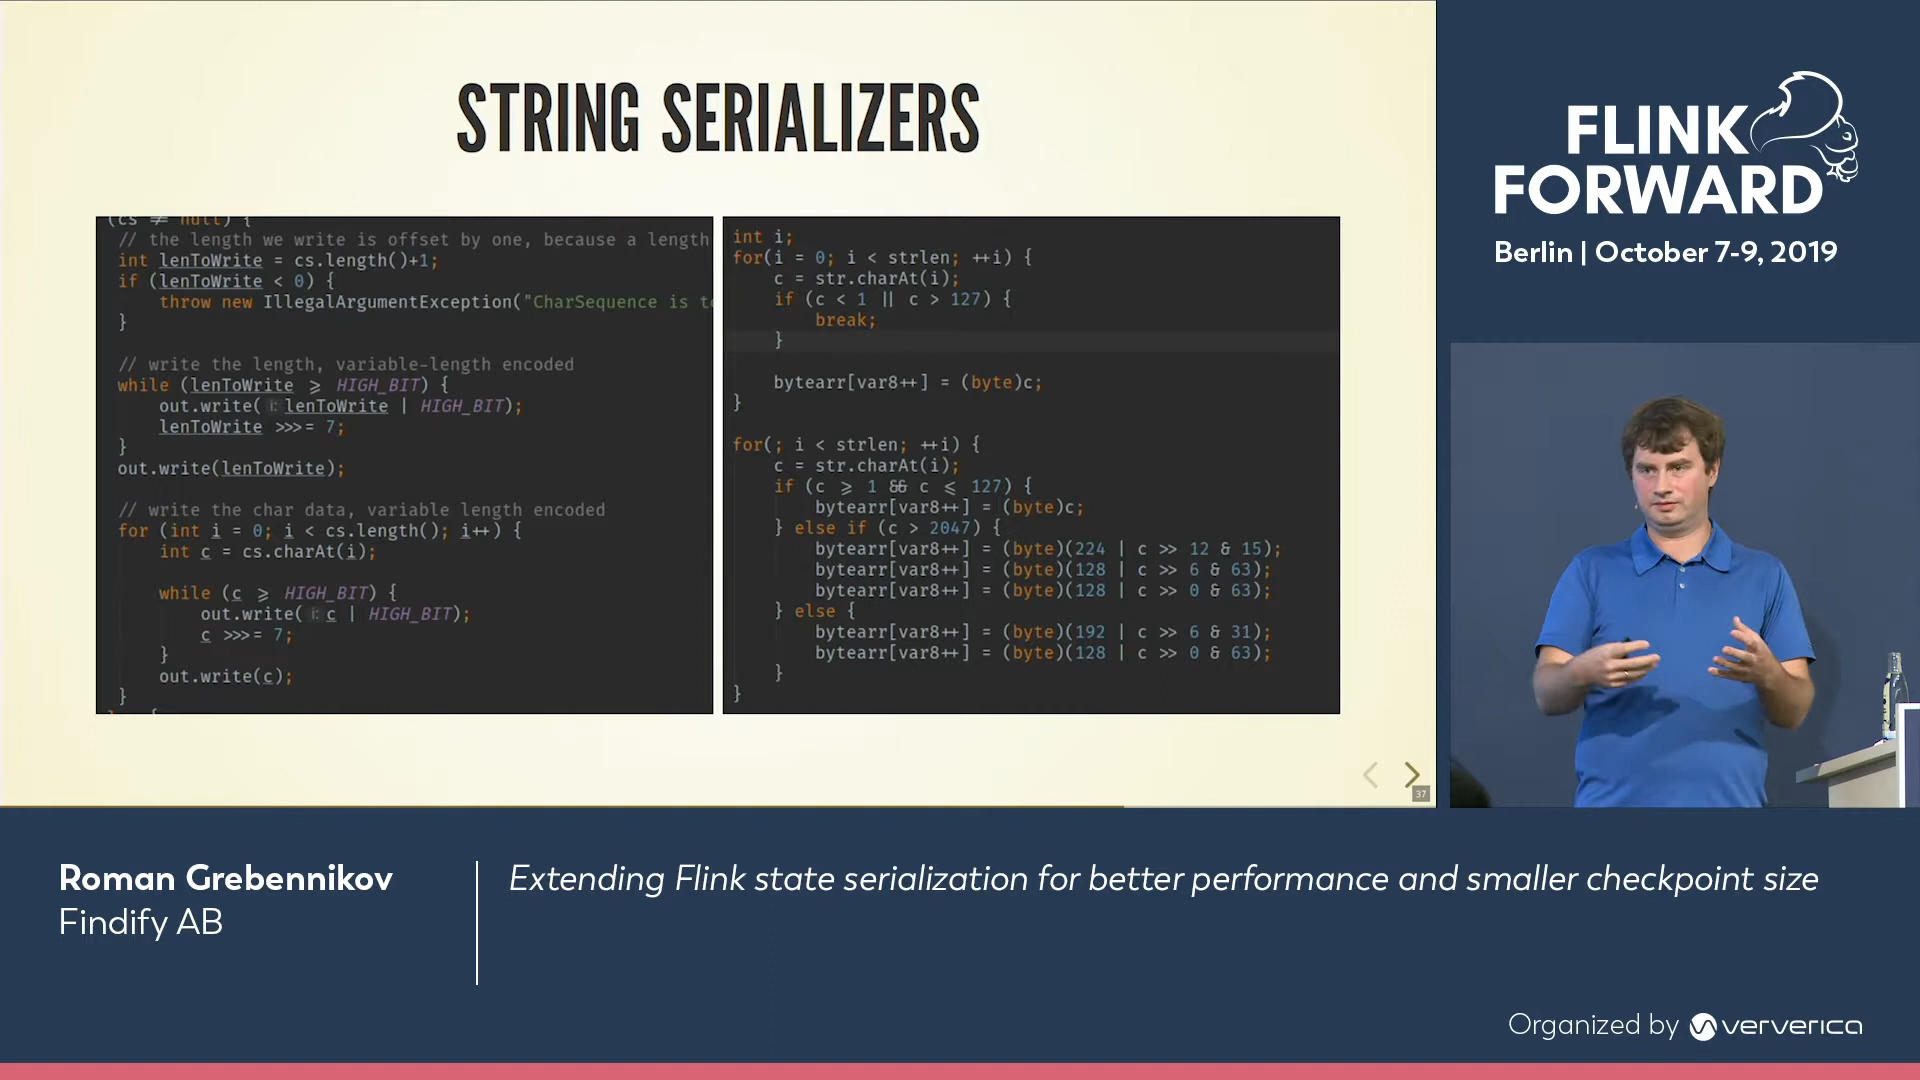 STRING SERIALIZERS
(cs ≠ null) {
// the length we write is offset by one, because a length
int lenToWrite = cs.length()+1;
if (lenToWrite < 0) {
throw new IllegalArgumentException("CharSequence is to
}
// write the length, variable-length encoded
while (lenToWrite ⩾ HIGH_BIT) {
out.write( i: lenToWrite | HIGH_BIT);
lenToWrite >>>= 7;
}
out.write(lenToWrite);
// write the char data, variable length encoded
for (int i = 0; i < cs.length(); i++) {
int c = cs.charAt(i);
while (c ⩾ HIGH_BIT) {
out.write( i: c | HIGH_BIT);
c >>>= 7;
}
out.write(c);
}
int i;
for(i = 0; i < strlen; ++i) {
c = str.charAt(i);
if (c < 1 || c > 127) {
break;
}
bytearr[var8++] = (byte)c;
}
for(; i < strlen; ++i) {
c = str.charAt(i);
if (c ⩾ 1 && c ⩽ 127) {
bytearr[var8++] = (byte)c;
} else if (c > 2047) {
bytearr[var8++] = (byte)(224 | c >> 12 & 15);
bytearr[var8++] = (byte)(128 | c >> 6 & 63);
bytearr[var8++] = (byte)(128 | c >> 0 & 63);
} else {
bytearr[var8++] = (byte)(192 | c >> 6 & 31);
bytearr[var8++] = (byte)(128 | c >> 0 & 63);
}
}
37
FLINK
FORWARD
Berlin | October 7-9, 2019
Roman Grebennikov
Findify AB
Extending Flink state serialization for better performance and smaller checkpoint size
Organized by ververica